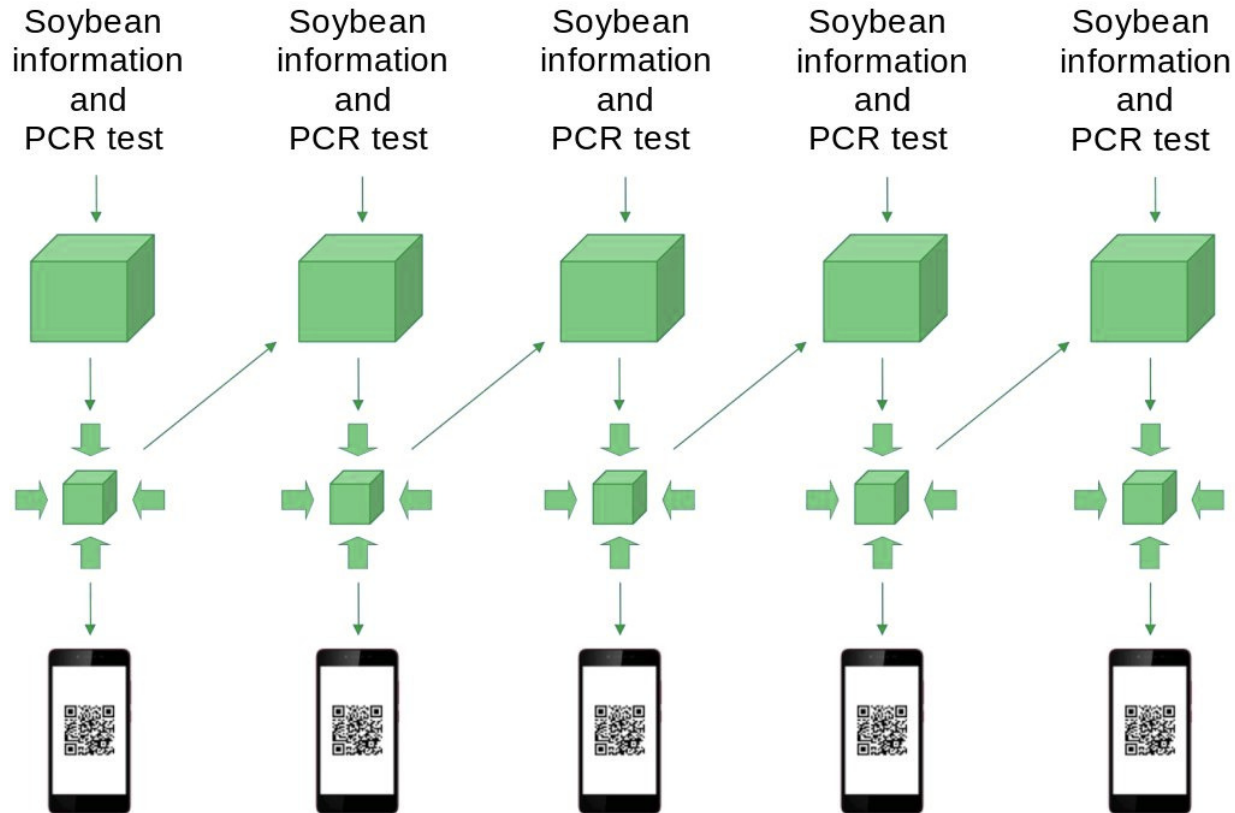 Soybean
information
and
PCR test
Soybean
information
and
PCR test
Soybean
information
and
PCR test
Soybean
information
and
PCR test
Soybean
information
and
PCR test